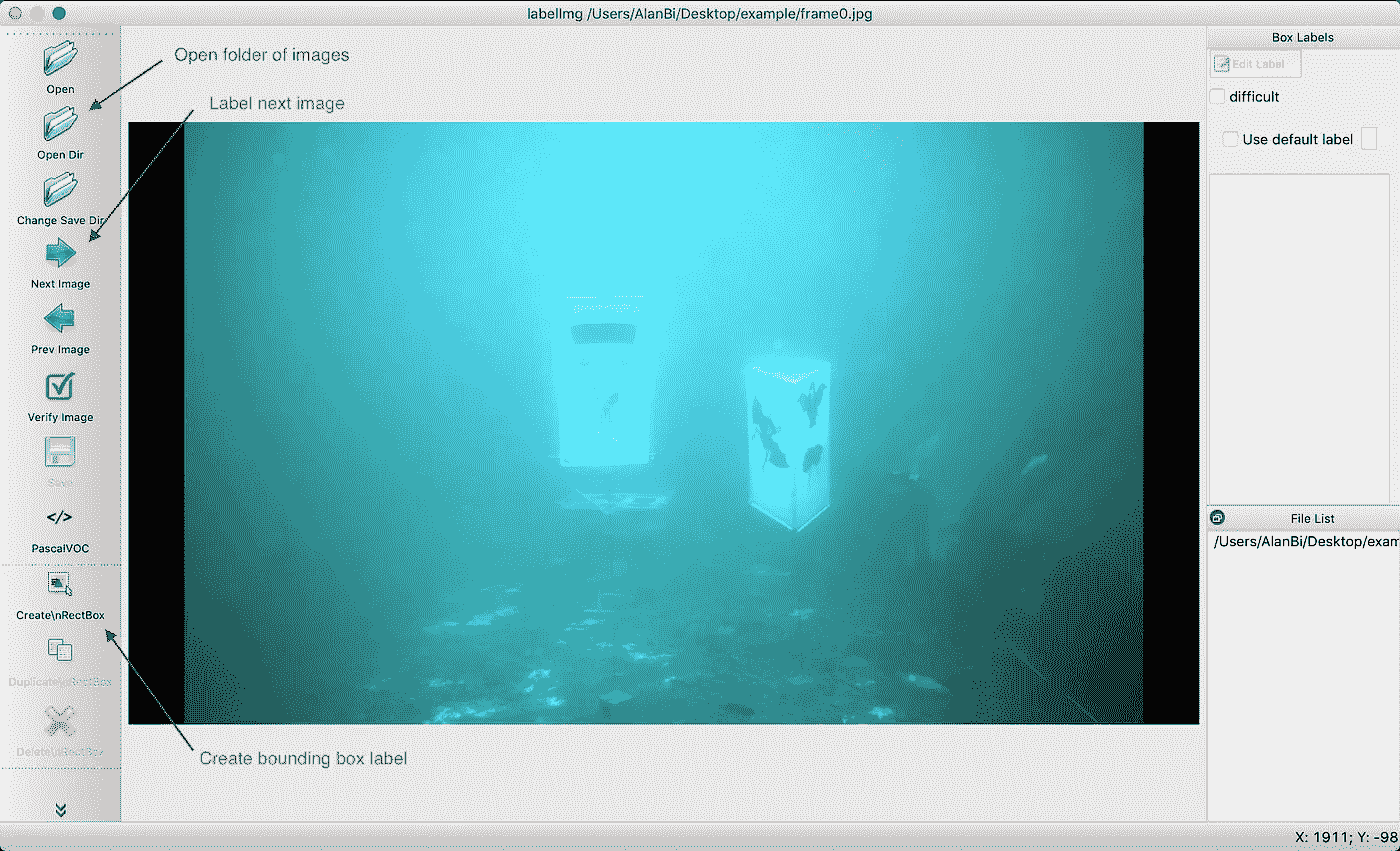 labelImg /Users/AlanBi/Desktop/example/frame0.jpg
Open folder of images
Label next image
Open
Open Dir
Change Save Dir
Next Image
Prev Image
Verify Image
Save
</>
PascalVOC
Create\nRectBox
Duplicate\nRectBox
Delete\nRectBox
Create bounding box label
Box Labels
Edit Label
difficult
Use default label
File List
/Users/AlanBi/Desktop/exam
X: 1911; Y: -98